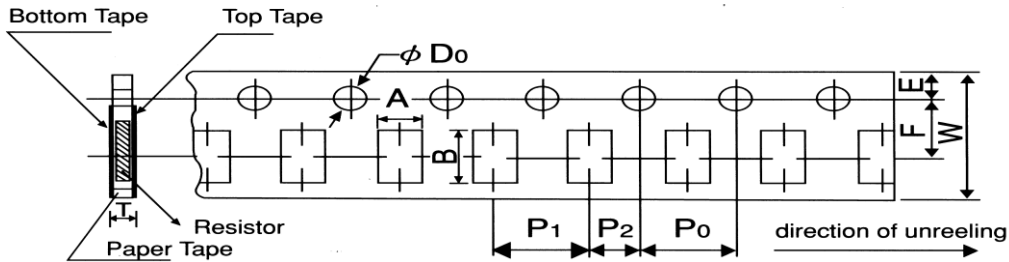 Bottom Tape
Top Tape
ϕ D0
A
B
E
F
W
T
Resistor
Paper Tape
P1
P2
P0
direction of unreeling